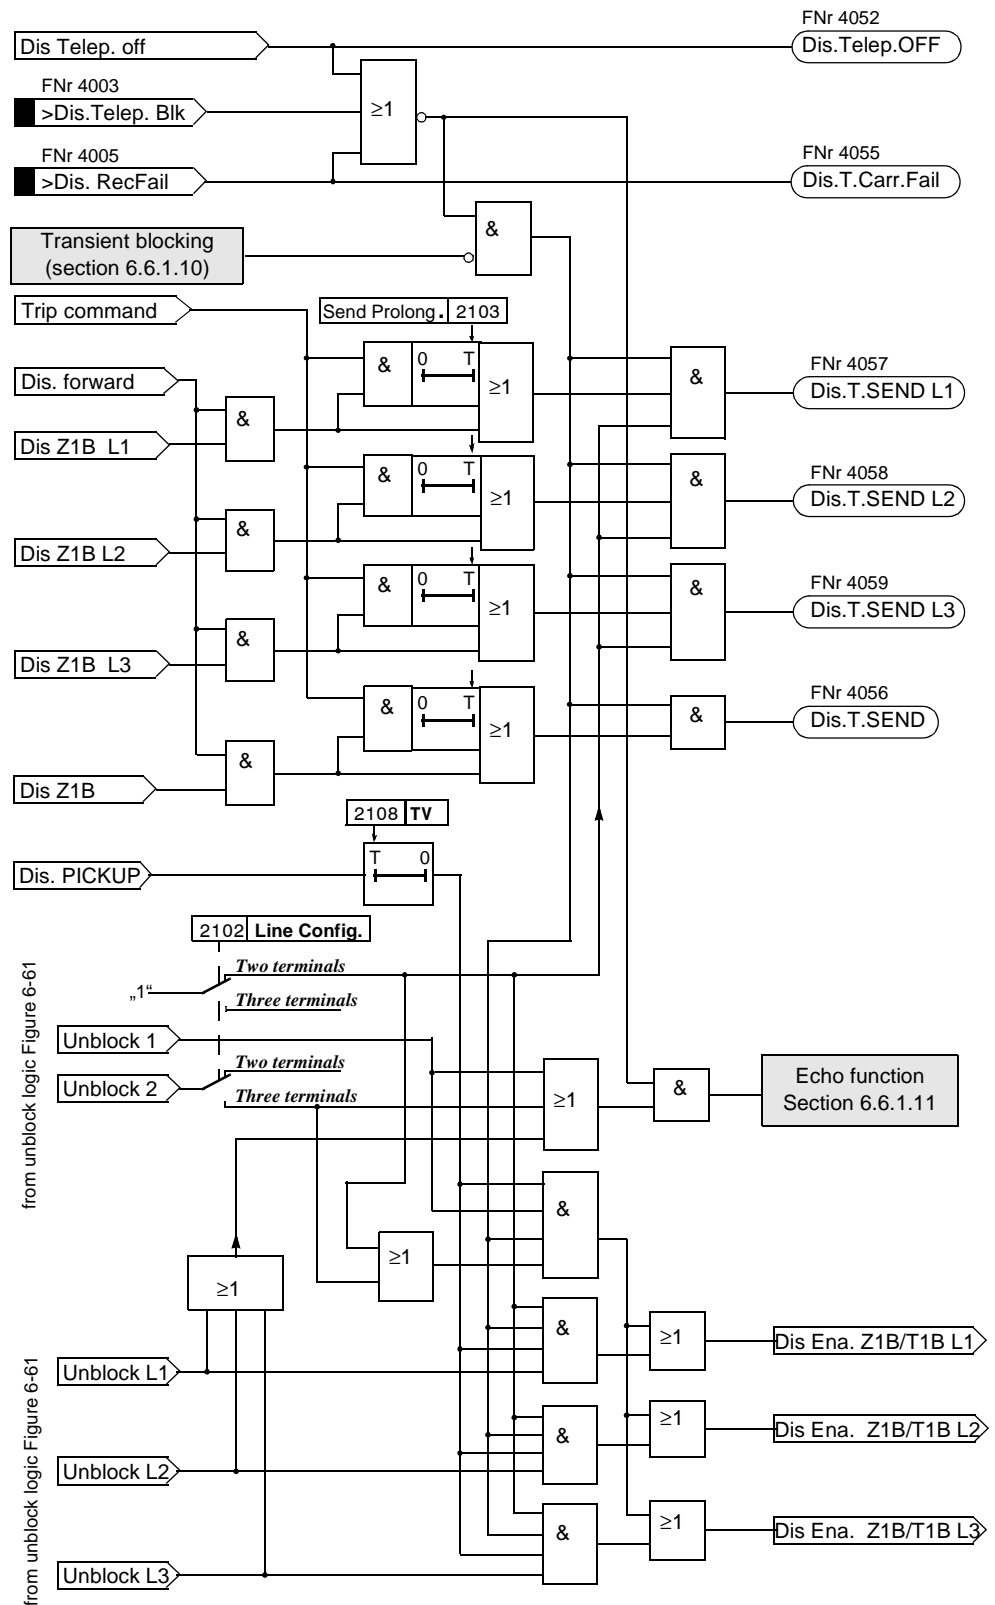 FNr 4052
Dis Telep. off
Dis.Telep.OFF
FNr 4003
>Dis.Telep. Blk
≥1
FNr 4005
>Dis. RecFail
FNr 4055
Dis.T.Carr.Fail
&
Transient blocking
(section 6.6.1.10)
Trip command
Send Prolong. 2103
Dis. forward
& 0 T
≥1
&
FNr 4057
Dis.T.SEND L1
&
Dis Z1B L1
& 0 T
≥1
&
FNr 4058
Dis.T.SEND L2
&
Dis Z1B L2
& 0 T
≥1
&
FNr 4059
Dis.T.SEND L3
&
Dis Z1B L3
& 0 T
≥1
&
FNr 4056
Dis.T.SEND
&
Dis Z1B
2108 TV
Dis. PICKUP
T 0
2102 Line Config.
Two terminals
„1“
Three terminals
from unblock logic Figure 6-61
Unblock 1
Two terminals
Unblock 2
Three terminals
≥1
&
Echo function
Section 6.6.1.11
&
≥1
≥1
&
≥1
Dis Ena. Z1B/T1B L1
from unblock logic Figure 6-61
Unblock L1
&
≥1
Dis Ena. Z1B/T1B L2
Unblock L2
&
≥1
Dis Ena. Z1B/T1B L3
Unblock L3